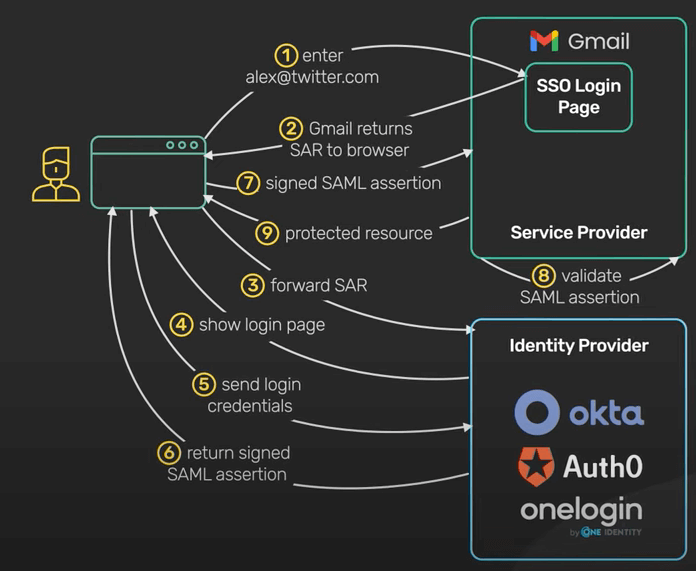 ① enter
alex@twitter.com
Gmail
SSO Login
Page
② Gmail returns
SAR to browser
⑦ signed SAML assertion
⑨ protected resource
Service Provider
③ forward SAR
⑧ validate
SAML assertion
④ show login page
Identity Provider
⑤ send login
credentials
okta
⑥ return signed
SAML assertion
Auth0
onelogin
by ONE IDENTITY